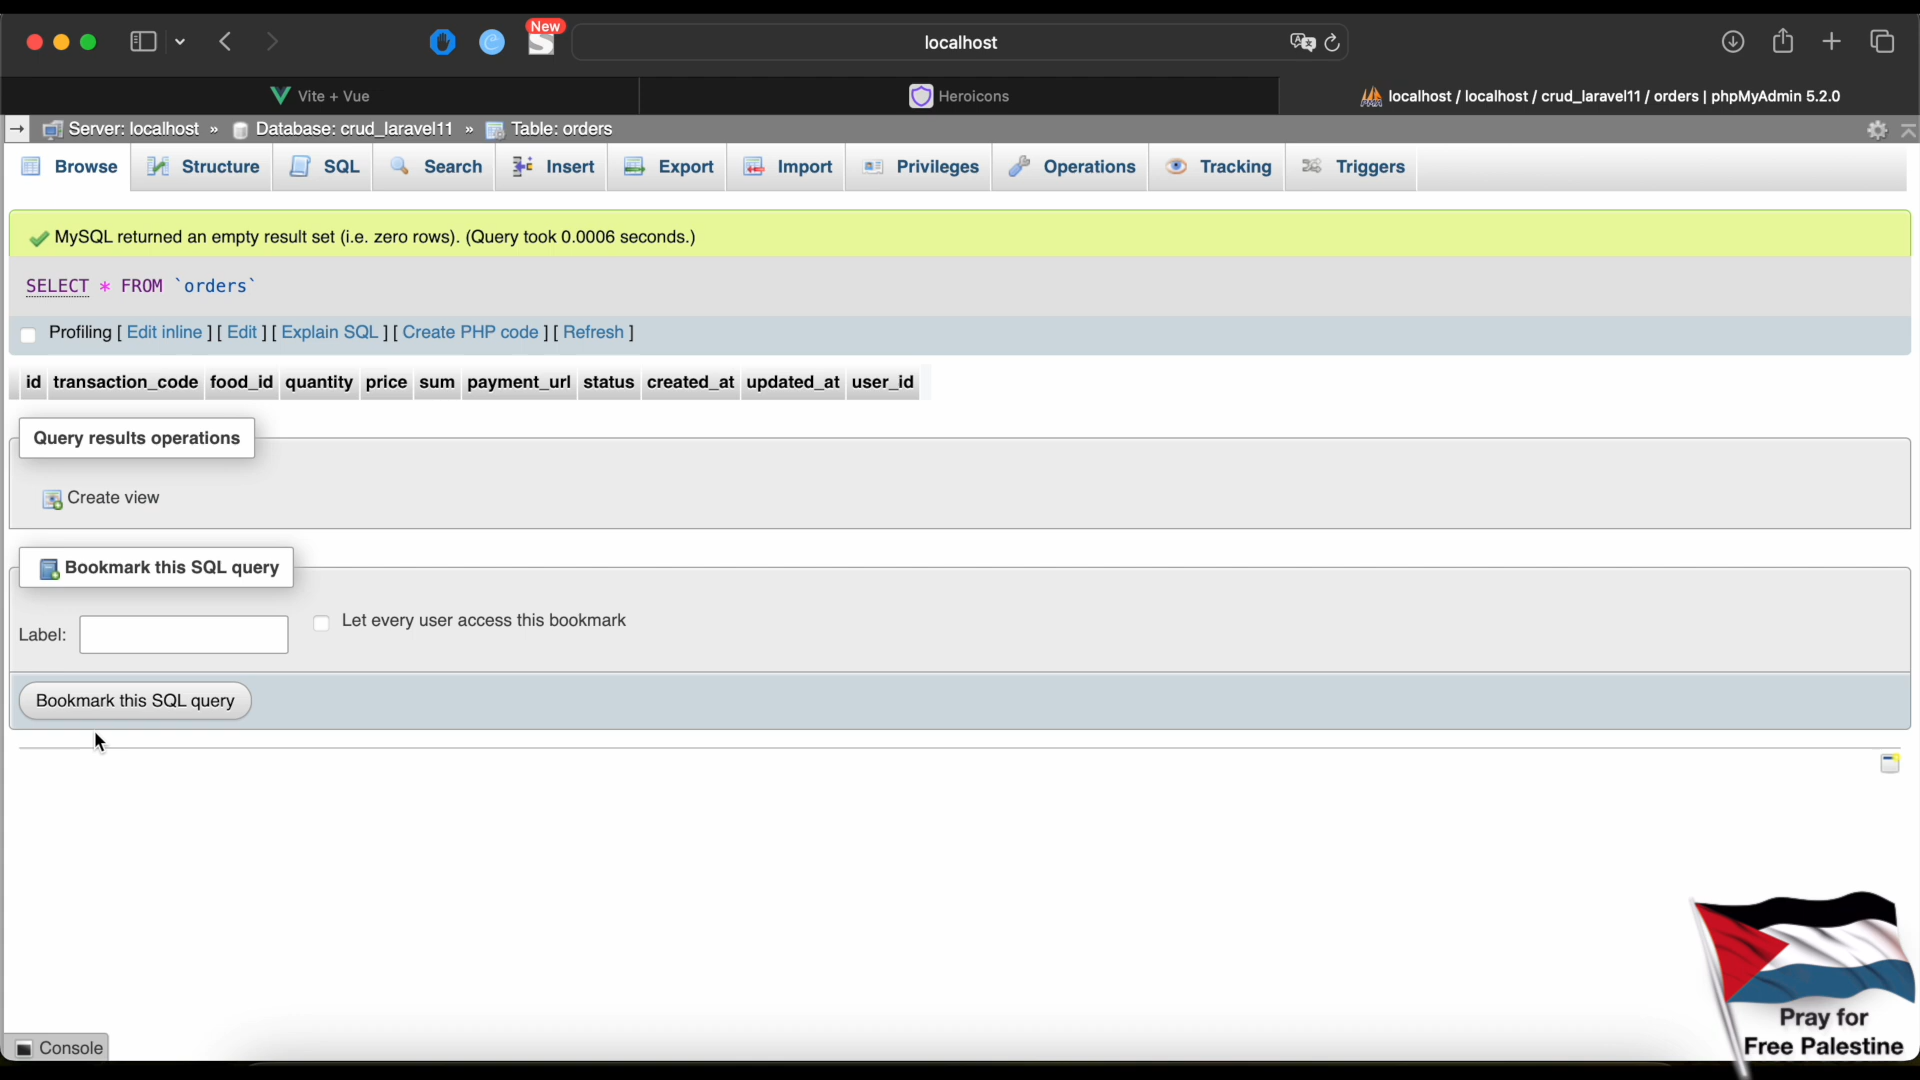 New
localhost
Vite + Vue
Heroicons
localhost / localhost / crud_laravel11 / orders | phpMyAdmin 5.2.0
Server: localhost » Database: crud_laravel11 » Table: orders
Browse Structure SQL Search Insert Export Import Privileges Operations Tracking Triggers
MySQL returned an empty result set (i.e. zero rows). (Query took 0.0006 seconds.)
SELECT * FROM `orders`
Profiling [ Edit inline ] [ Edit ] [ Explain SQL ] [ Create PHP code ] [ Refresh ]
id transaction_code food_id quantity price sum payment_url status created_at updated_at user_id
Query results operations
Create view
Bookmark this SQL query
Label:
Let every user access this bookmark
Bookmark this SQL query
Console
Pray for
Free Palestine